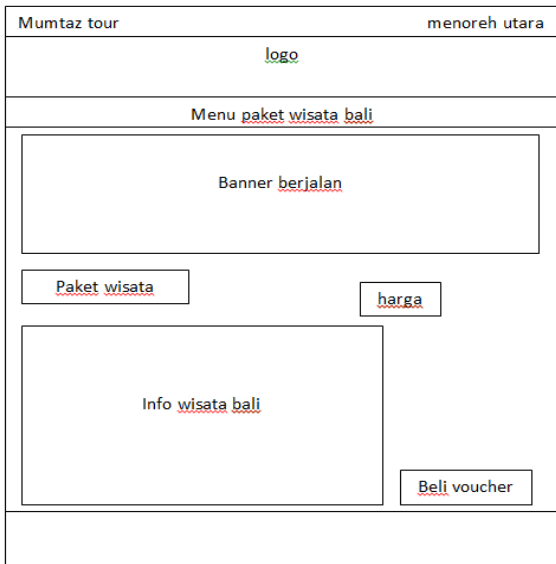 Mumtaz tour menoreh utara
logo
Menu paket wisata bali
Banner berjalan
Paket wisata
harga
Info wisata bali
Beli voucher